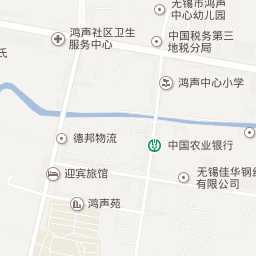 无锡市鸿声
中心幼儿园
鸿声社区卫生
服务中心
中国税务第三
地税分局
氏
鸿声中心小学
德邦物流
中国农业银行
迎宾旅馆
无锡佳华钢
有限公司
鸿声苑